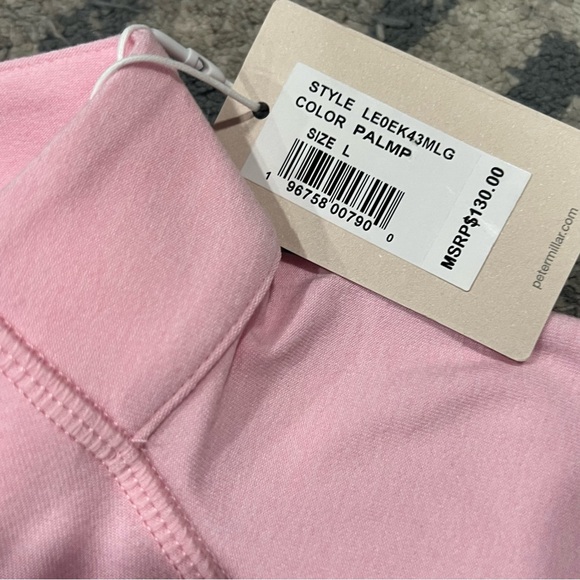 STYLE LE0EK43MLG
COLOR PALMP
SIZE L
1 96758 00790 0
MSRP$130.00
petermillar.com